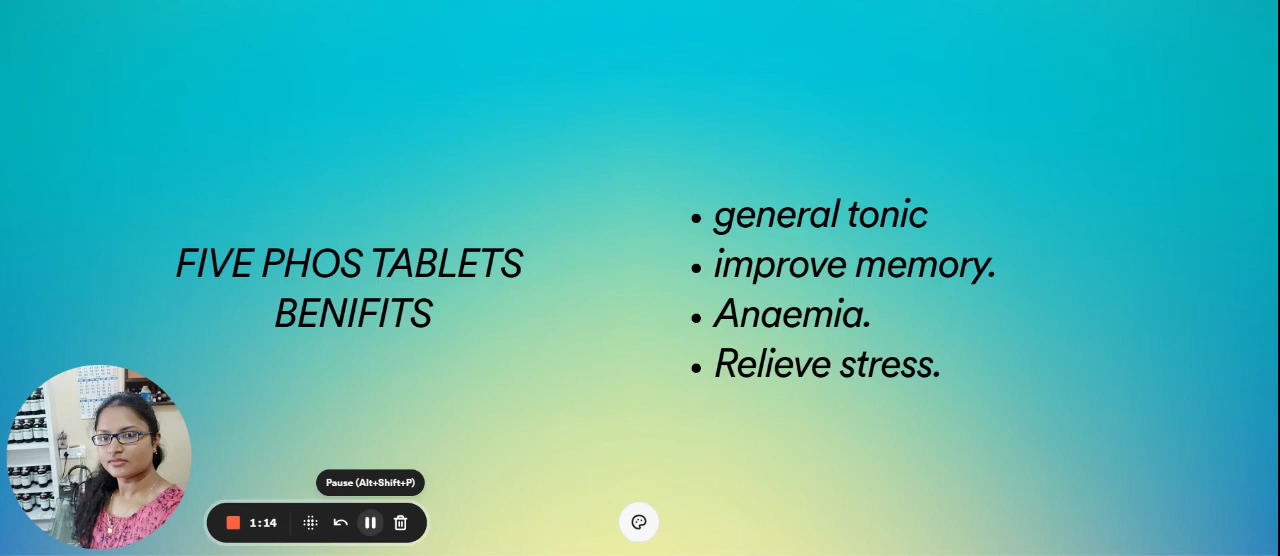 FIVE PHOS TABLETS
BENIFITS
• general tonic
• improve memory.
• Anaemia.
• Relieve stress.
Pause (Alt+Shift+P)
1:14